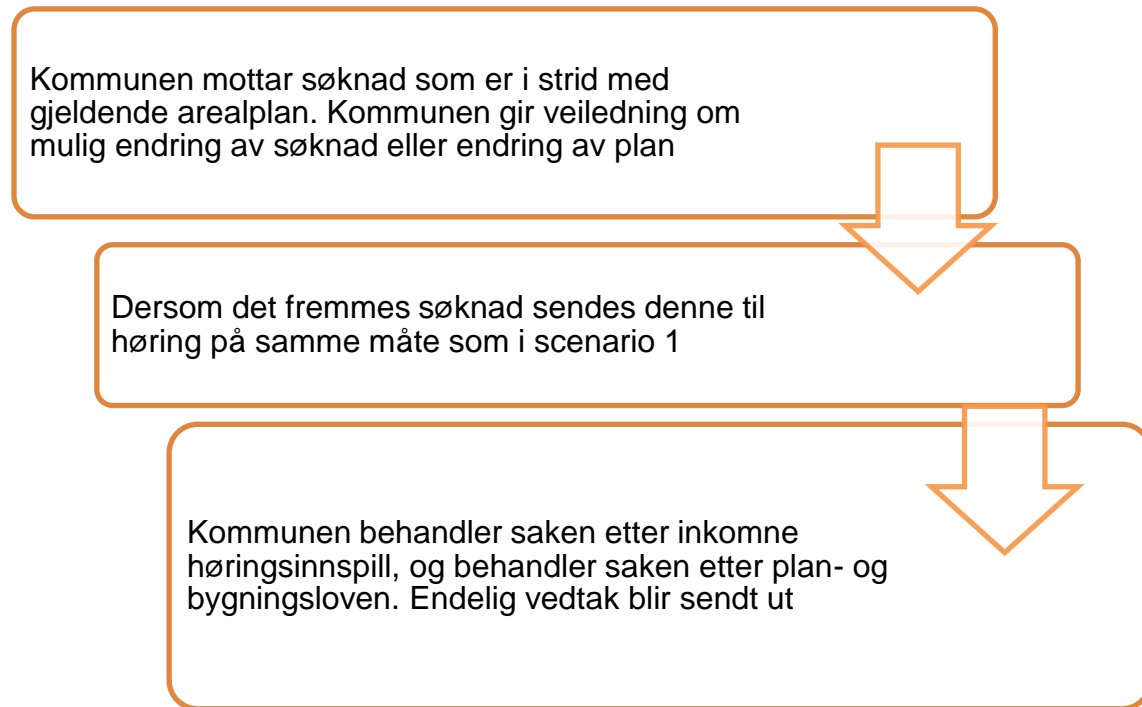 Kommunen mottar søknad som er i strid med
gjeldende arealplan. Kommunen gir veiledning om
mulig endring av søknad eller endring av plan
Dersom det fremmes søknad sendes denne til
høring på samme måte som i scenario 1
Kommunen behandler saken etter inkomne
høringsinnspill, og behandler saken etter plan- og
bygningsloven. Endelig vedtak blir sendt ut